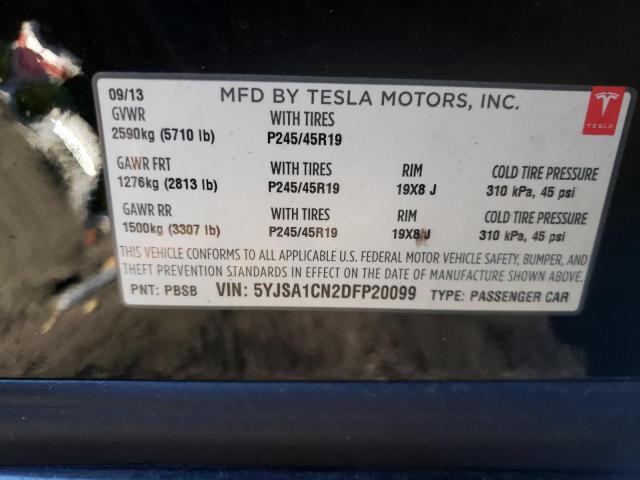 09/13 MFD BY TESLA MOTORS, INC.
GVWR WITH TIRES
2590kg (5710 lb) P245/45R19
TESLA
GAWR FRT WITH TIRES RIM COLD TIRE PRESSURE
1276kg (2813 lb) P245/45R19 19X8 J 310 kPa, 45 psi
GAWR RR WITH TIRES RIM COLD TIRE PRESSURE
1500kg (3307 lb) P245/45R19 19X8 J 310 kPa, 45 psi
THIS VEHICLE CONFORMS TO ALL APPLICABLE U.S. FEDERAL MOTOR VEHICLE SAFETY, BUMPER, AND
THEFT PREVENTION STANDARDS IN EFFECT ON THE DATE OF MANUFACTURE SHOWN ABOVE.
PNT: PBSB VIN: 5YJSA1CN2DFP20099 TYPE: PASSENGER CAR